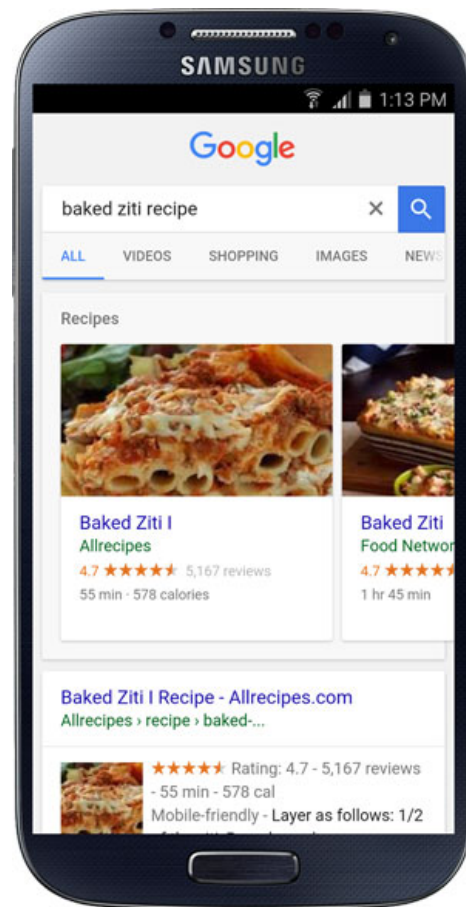 SAMSUNG
1:13 PM
Google
baked ziti recipe
ALL VIDEOS SHOPPING IMAGES NEWS
Recipes
Baked Ziti I
Allrecipes
4.7 5,167 reviews
55 min · 578 calories
Baked Ziti
Food Networ
4.7
1 hr 45 min
Baked Ziti I Recipe - Allrecipes.com
Allrecipes › recipe › baked-...
Rating: 4.7 - 5,167 reviews
- 55 min - 578 cal
Mobile-friendly - Layer as follows: 1/2